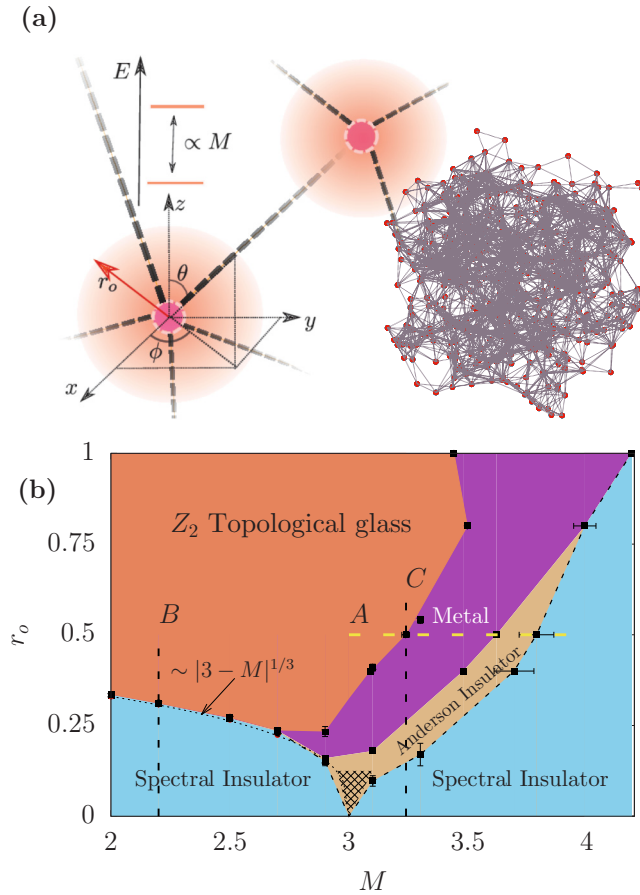 (a)
E
∝ M
z
θ
r_o
y
ϕ
x
(b)
1
Z_2 Topological glass
0.75
C
B
A
Metal
r_o
0.5
∼ |3 − M|^{1/3}
Anderson Insulator
0.25
Spectral Insulator
Spectral Insulator
0
2
2.5
3
3.5
4
M